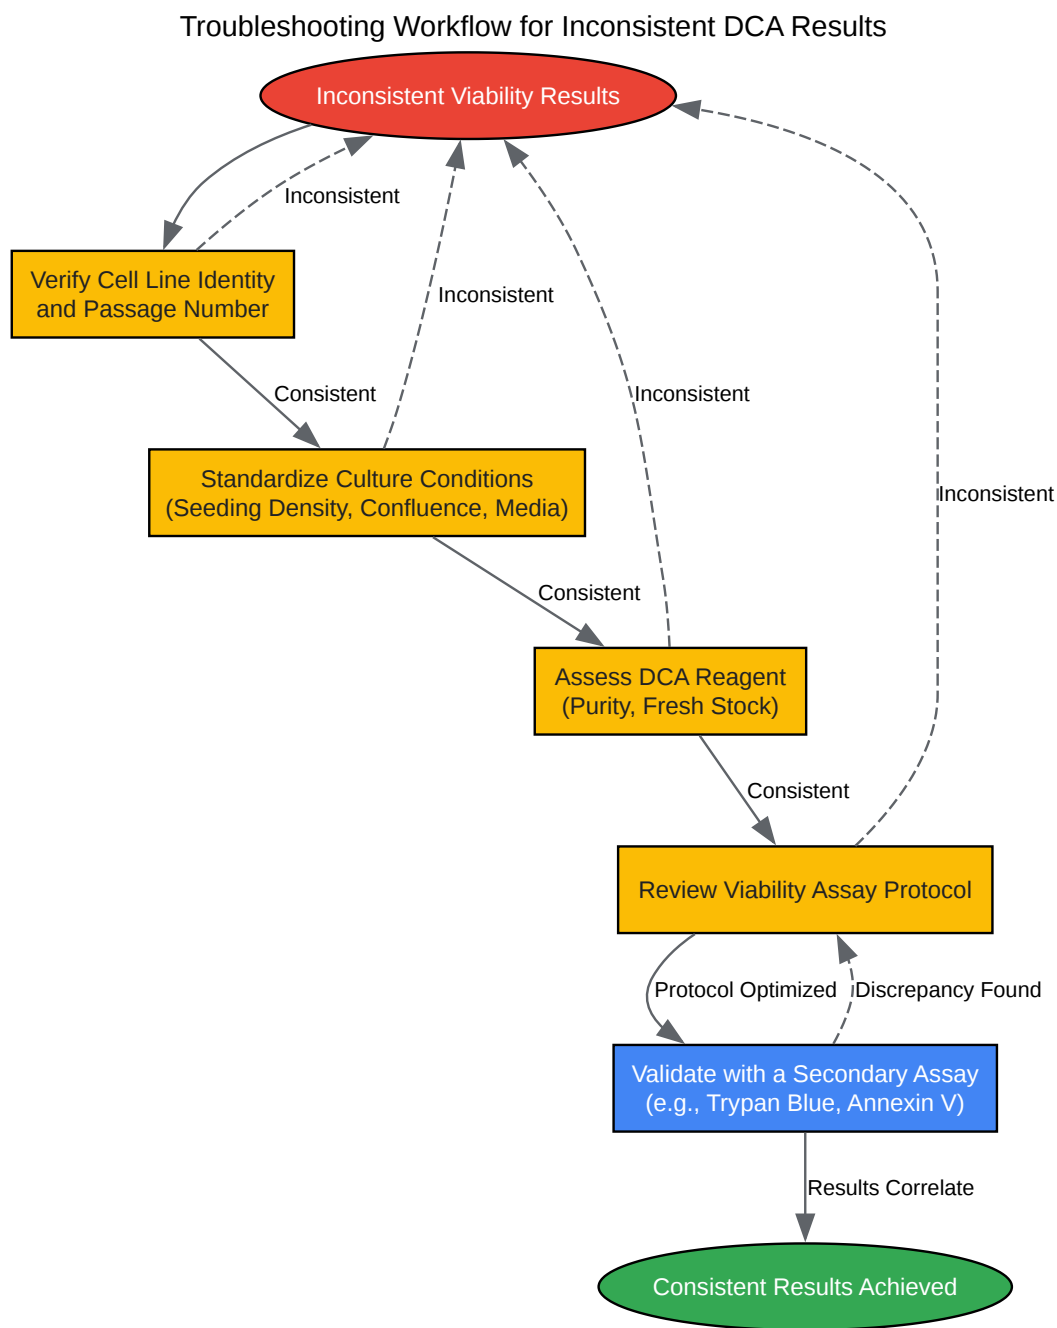 Troubleshooting Workflow for Inconsistent DCA Results
Inconsistent Viability Results
Inconsistent
Verify Cell Line Identity
and Passage Number
Inconsistent
Consistent
Inconsistent
Standardize Culture Conditions
(Seeding Density, Confluence, Media)
Inconsistent
Consistent
Assess DCA Reagent
(Purity, Fresh Stock)
Consistent
Review Viability Assay Protocol
Protocol Optimized
Discrepancy Found
Validate with a Secondary Assay
(e.g., Trypan Blue, Annexin V)
Results Correlate
Consistent Results Achieved